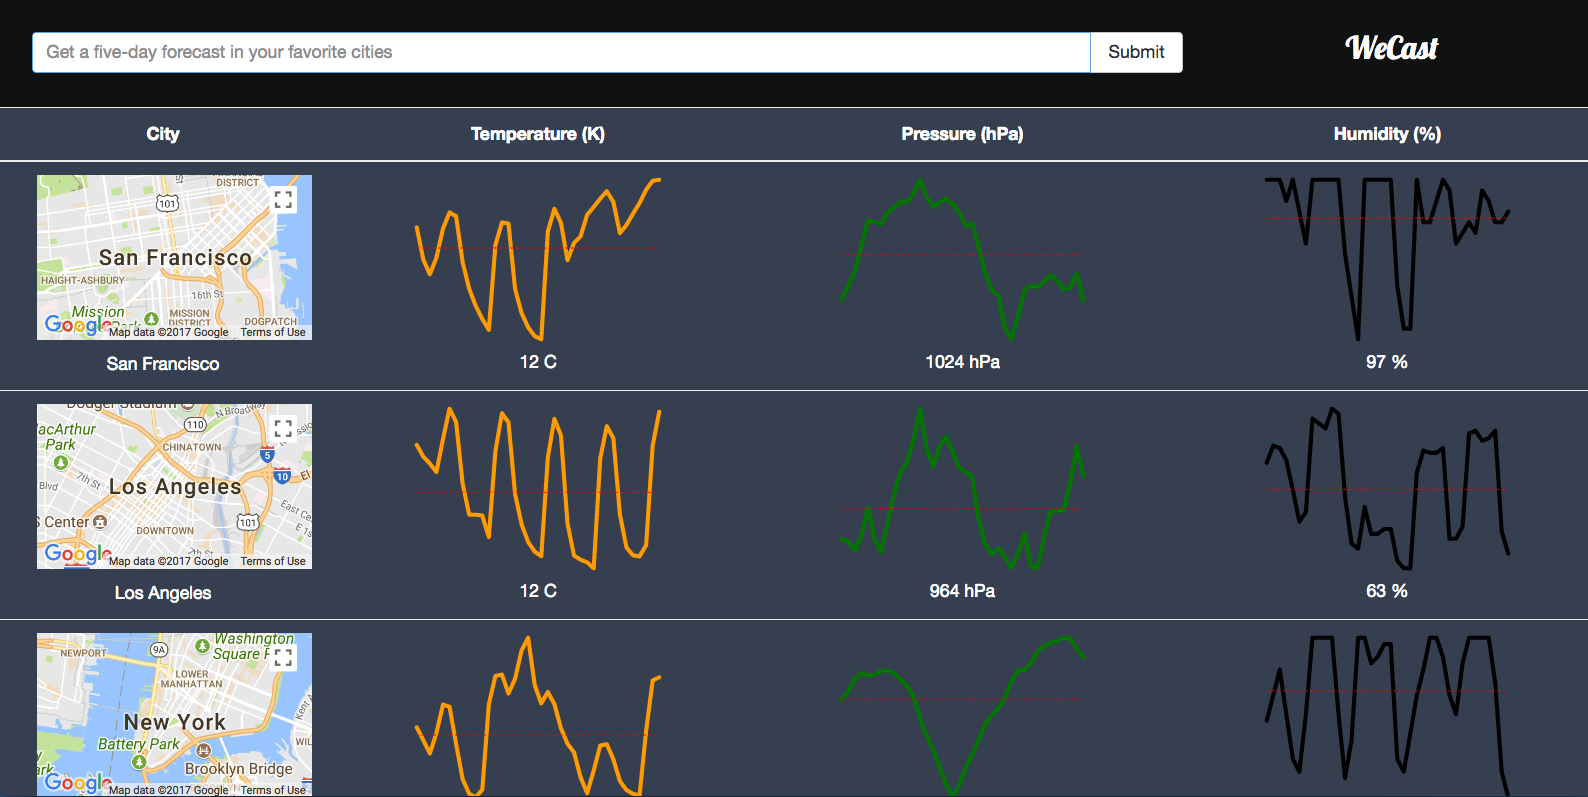 Get a five-day forecast in your favorite cities
Submit
WeCast
City
Temperature (K)
Pressure (hPa)
Humidity (%)
DISTRICT
101
San Francisco
HAIGHT-ASHBURY
16th St
Mission
MISSION
DISTRICT
DOGPATCH
Google
Map data ©2017 Google
Terms of Use
San Francisco
12 C
1024 hPa
97 %
110
N Broadway
MacArthur
Park
CHINATOWN
5
10
7th St
Blvd
Los Angeles
Center
101
East
DOWNTOWN
Google
Map data ©2017 Google
Terms of Use
Los Angeles
12 C
964 hPa
63 %
NEWPORT
9A
Washington
Square
LOWER
MANHATTAN
Kent
New York
Battery Park
Brooklyn Bridge
Google
Map data ©2017 Google
Terms of Use